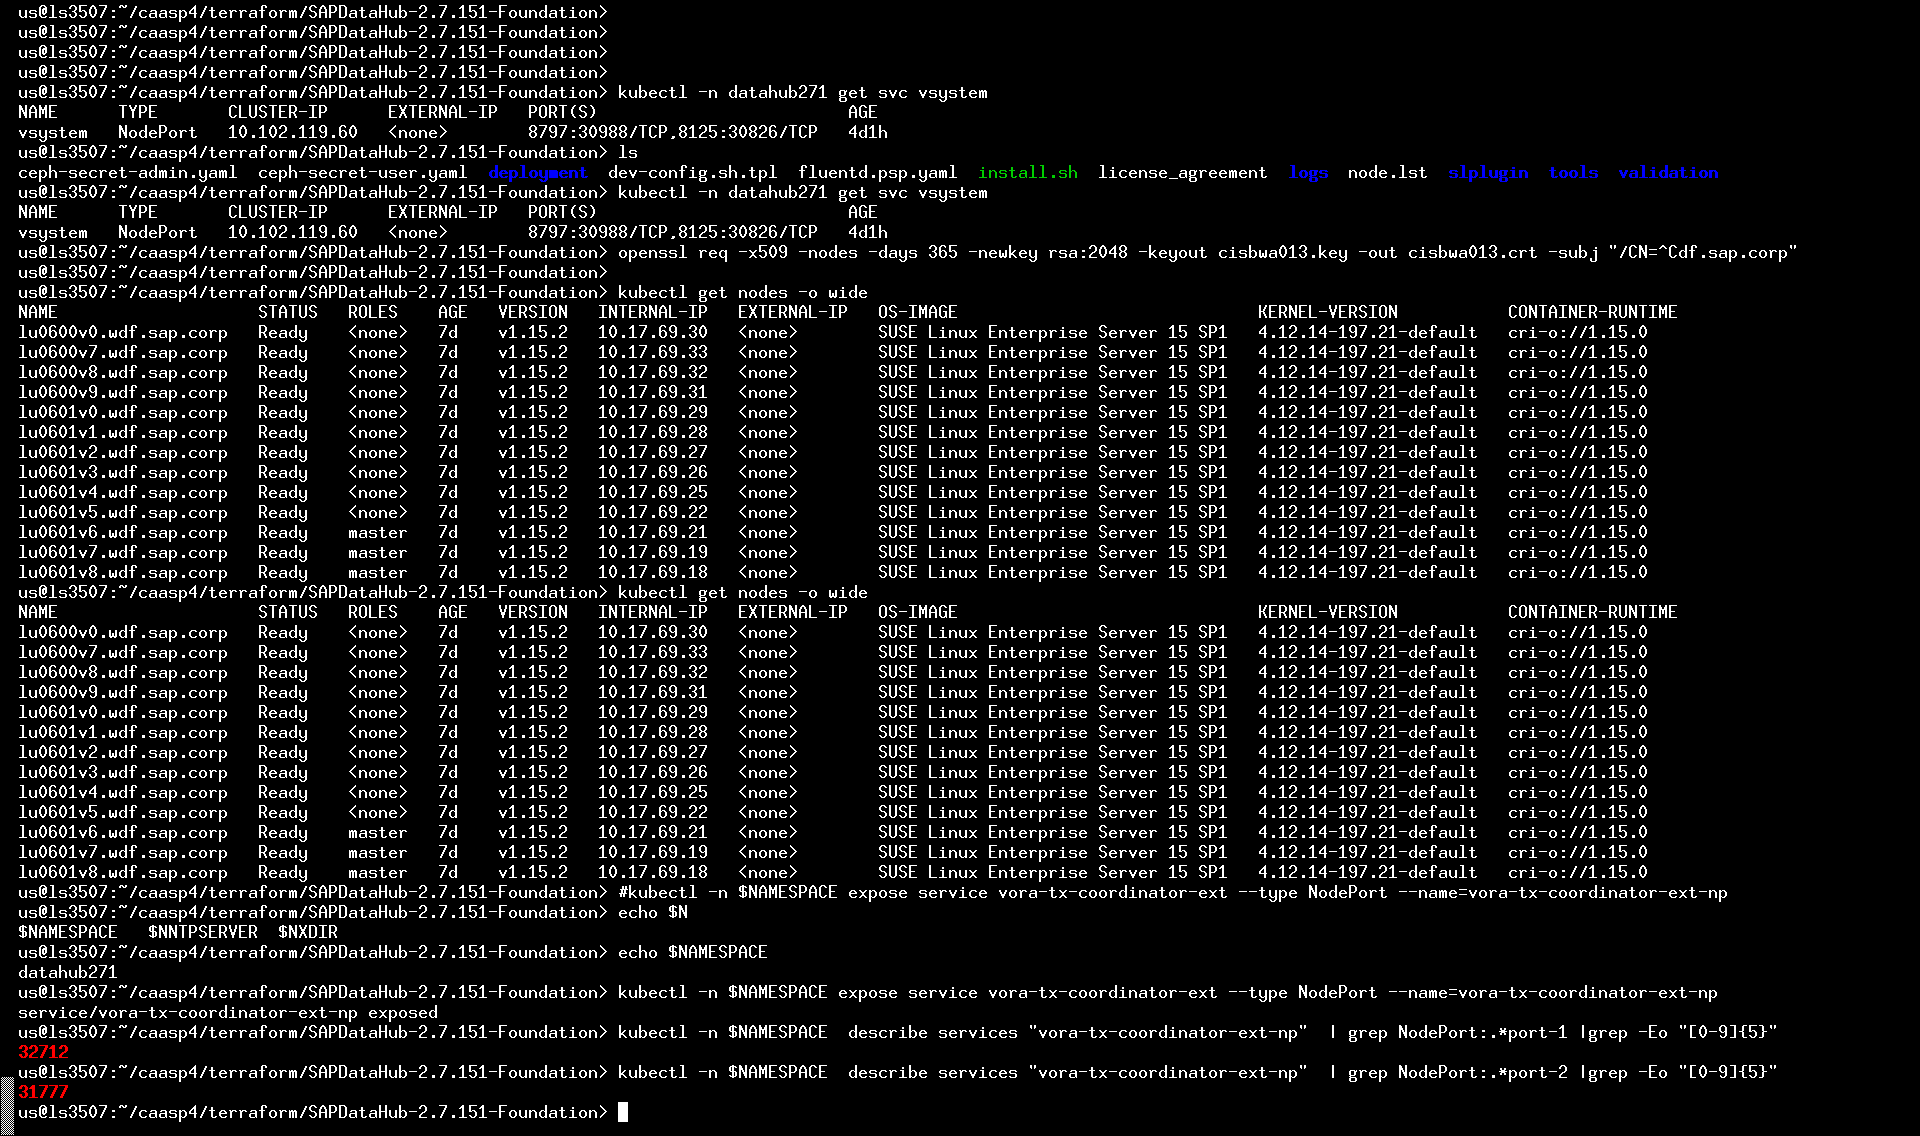 us@ls3507:~/caasp4/terraform/SAPDataHub-2.7.151-Foundation>
us@ls3507:~/caasp4/terraform/SAPDataHub-2.7.151-Foundation>
us@ls3507:~/caasp4/terraform/SAPDataHub-2.7.151-Foundation>
us@ls3507:~/caasp4/terraform/SAPDataHub-2.7.151-Foundation>
us@ls3507:~/caasp4/terraform/SAPDataHub-2.7.151-Foundation> kubectl -n datahub271 get svc vsystem
NAME      TYPE       CLUSTER-IP      EXTERNAL-IP   PORT(S)                         AGE
vsystem   NodePort   10.102.119.60   <none>        8797:30988/TCP,8125:30826/TCP   4d1h
us@ls3507:~/caasp4/terraform/SAPDataHub-2.7.151-Foundation> ls
ceph-secret-admin.yaml  ceph-secret-user.yaml  deployment  dev-config.sh.tpl  fluentd.psp.yaml  install.sh  license_agreement  logs  node.lst  slplugin  tools  validation
us@ls3507:~/caasp4/terraform/SAPDataHub-2.7.151-Foundation> kubectl -n datahub271 get svc vsystem
NAME      TYPE       CLUSTER-IP      EXTERNAL-IP   PORT(S)                         AGE
vsystem   NodePort   10.102.119.60   <none>        8797:30988/TCP,8125:30826/TCP   4d1h
us@ls3507:~/caasp4/terraform/SAPDataHub-2.7.151-Foundation> openssl req -x509 -nodes -days 365 -newkey rsa:2048 -keyout cisbwa013.key -out cisbwa013.crt -subj "/CN=^Cdf.sap.corp"
us@ls3507:~/caasp4/terraform/SAPDataHub-2.7.151-Foundation>
us@ls3507:~/caasp4/terraform/SAPDataHub-2.7.151-Foundation> kubectl get nodes -o wide
NAME                    STATUS   ROLES    AGE   VERSION   INTERNAL-IP   EXTERNAL-IP   OS-IMAGE                              KERNEL-VERSION             CONTAINER-RUNTIME
lu0600v0.wdf.sap.corp   Ready    <none>   7d    v1.15.2   10.17.69.30   <none>        SUSE Linux Enterprise Server 15 SP1   4.12.14-197.21-default   cri-o://1.15.0
lu0600v7.wdf.sap.corp   Ready    <none>   7d    v1.15.2   10.17.69.33   <none>        SUSE Linux Enterprise Server 15 SP1   4.12.14-197.21-default   cri-o://1.15.0
lu0600v8.wdf.sap.corp   Ready    <none>   7d    v1.15.2   10.17.69.32   <none>        SUSE Linux Enterprise Server 15 SP1   4.12.14-197.21-default   cri-o://1.15.0
lu0600v9.wdf.sap.corp   Ready    <none>   7d    v1.15.2   10.17.69.31   <none>        SUSE Linux Enterprise Server 15 SP1   4.12.14-197.21-default   cri-o://1.15.0
lu0601v0.wdf.sap.corp   Ready    <none>   7d    v1.15.2   10.17.69.29   <none>        SUSE Linux Enterprise Server 15 SP1   4.12.14-197.21-default   cri-o://1.15.0
lu0601v1.wdf.sap.corp   Ready    <none>   7d    v1.15.2   10.17.69.28   <none>        SUSE Linux Enterprise Server 15 SP1   4.12.14-197.21-default   cri-o://1.15.0
lu0601v2.wdf.sap.corp   Ready    <none>   7d    v1.15.2   10.17.69.27   <none>        SUSE Linux Enterprise Server 15 SP1   4.12.14-197.21-default   cri-o://1.15.0
lu0601v3.wdf.sap.corp   Ready    <none>   7d    v1.15.2   10.17.69.26   <none>        SUSE Linux Enterprise Server 15 SP1   4.12.14-197.21-default   cri-o://1.15.0
lu0601v4.wdf.sap.corp   Ready    <none>   7d    v1.15.2   10.17.69.25   <none>        SUSE Linux Enterprise Server 15 SP1   4.12.14-197.21-default   cri-o://1.15.0
lu0601v5.wdf.sap.corp   Ready    <none>   7d    v1.15.2   10.17.69.22   <none>        SUSE Linux Enterprise Server 15 SP1   4.12.14-197.21-default   cri-o://1.15.0
lu0601v6.wdf.sap.corp   Ready    master   7d    v1.15.2   10.17.69.21   <none>        SUSE Linux Enterprise Server 15 SP1   4.12.14-197.21-default   cri-o://1.15.0
lu0601v7.wdf.sap.corp   Ready    master   7d    v1.15.2   10.17.69.19   <none>        SUSE Linux Enterprise Server 15 SP1   4.12.14-197.21-default   cri-o://1.15.0
lu0601v8.wdf.sap.corp   Ready    master   7d    v1.15.2   10.17.69.18   <none>        SUSE Linux Enterprise Server 15 SP1   4.12.14-197.21-default   cri-o://1.15.0
us@ls3507:~/caasp4/terraform/SAPDataHub-2.7.151-Foundation> kubectl get nodes -o wide
NAME                    STATUS   ROLES    AGE   VERSION   INTERNAL-IP   EXTERNAL-IP   OS-IMAGE                              KERNEL-VERSION             CONTAINER-RUNTIME
lu0600v0.wdf.sap.corp   Ready    <none>   7d    v1.15.2   10.17.69.30   <none>        SUSE Linux Enterprise Server 15 SP1   4.12.14-197.21-default   cri-o://1.15.0
lu0600v7.wdf.sap.corp   Ready    <none>   7d    v1.15.2   10.17.69.33   <none>        SUSE Linux Enterprise Server 15 SP1   4.12.14-197.21-default   cri-o://1.15.0
lu0600v8.wdf.sap.corp   Ready    <none>   7d    v1.15.2   10.17.69.32   <none>        SUSE Linux Enterprise Server 15 SP1   4.12.14-197.21-default   cri-o://1.15.0
lu0600v9.wdf.sap.corp   Ready    <none>   7d    v1.15.2   10.17.69.31   <none>        SUSE Linux Enterprise Server 15 SP1   4.12.14-197.21-default   cri-o://1.15.0
lu0601v0.wdf.sap.corp   Ready    <none>   7d    v1.15.2   10.17.69.29   <none>        SUSE Linux Enterprise Server 15 SP1   4.12.14-197.21-default   cri-o://1.15.0
lu0601v1.wdf.sap.corp   Ready    <none>   7d    v1.15.2   10.17.69.28   <none>        SUSE Linux Enterprise Server 15 SP1   4.12.14-197.21-default   cri-o://1.15.0
lu0601v2.wdf.sap.corp   Ready    <none>   7d    v1.15.2   10.17.69.27   <none>        SUSE Linux Enterprise Server 15 SP1   4.12.14-197.21-default   cri-o://1.15.0
lu0601v3.wdf.sap.corp   Ready    <none>   7d    v1.15.2   10.17.69.26   <none>        SUSE Linux Enterprise Server 15 SP1   4.12.14-197.21-default   cri-o://1.15.0
lu0601v4.wdf.sap.corp   Ready    <none>   7d    v1.15.2   10.17.69.25   <none>        SUSE Linux Enterprise Server 15 SP1   4.12.14-197.21-default   cri-o://1.15.0
lu0601v5.wdf.sap.corp   Ready    <none>   7d    v1.15.2   10.17.69.22   <none>        SUSE Linux Enterprise Server 15 SP1   4.12.14-197.21-default   cri-o://1.15.0
lu0601v6.wdf.sap.corp   Ready    master   7d    v1.15.2   10.17.69.21   <none>        SUSE Linux Enterprise Server 15 SP1   4.12.14-197.21-default   cri-o://1.15.0
lu0601v7.wdf.sap.corp   Ready    master   7d    v1.15.2   10.17.69.19   <none>        SUSE Linux Enterprise Server 15 SP1   4.12.14-197.21-default   cri-o://1.15.0
lu0601v8.wdf.sap.corp   Ready    master   7d    v1.15.2   10.17.69.18   <none>        SUSE Linux Enterprise Server 15 SP1   4.12.14-197.21-default   cri-o://1.15.0
us@ls3507:~/caasp4/terraform/SAPDataHub-2.7.151-Foundation> #kubectl -n $NAMESPACE expose service vora-tx-coordinator-ext --type NodePort --name=vora-tx-coordinator-ext-np
us@ls3507:~/caasp4/terraform/SAPDataHub-2.7.151-Foundation> echo $N
$NAMESPACE   $NNTPSERVER  $NXDIR
us@ls3507:~/caasp4/terraform/SAPDataHub-2.7.151-Foundation> echo $NAMESPACE
datahub271
us@ls3507:~/caasp4/terraform/SAPDataHub-2.7.151-Foundation> kubectl -n $NAMESPACE expose service vora-tx-coordinator-ext --type NodePort --name=vora-tx-coordinator-ext-np
service/vora-tx-coordinator-ext-np exposed
us@ls3507:~/caasp4/terraform/SAPDataHub-2.7.151-Foundation> kubectl -n $NAMESPACE  describe services "vora-tx-coordinator-ext-np"  | grep NodePort:.*port-1 |grep -Eo "[0-9]{5}"
32712
us@ls3507:~/caasp4/terraform/SAPDataHub-2.7.151-Foundation> kubectl -n $NAMESPACE  describe services "vora-tx-coordinator-ext-np"  | grep NodePort:.*port-2 |grep -Eo "[0-9]{5}"
31777
us@ls3507:~/caasp4/terraform/SAPDataHub-2.7.151-Foundation>